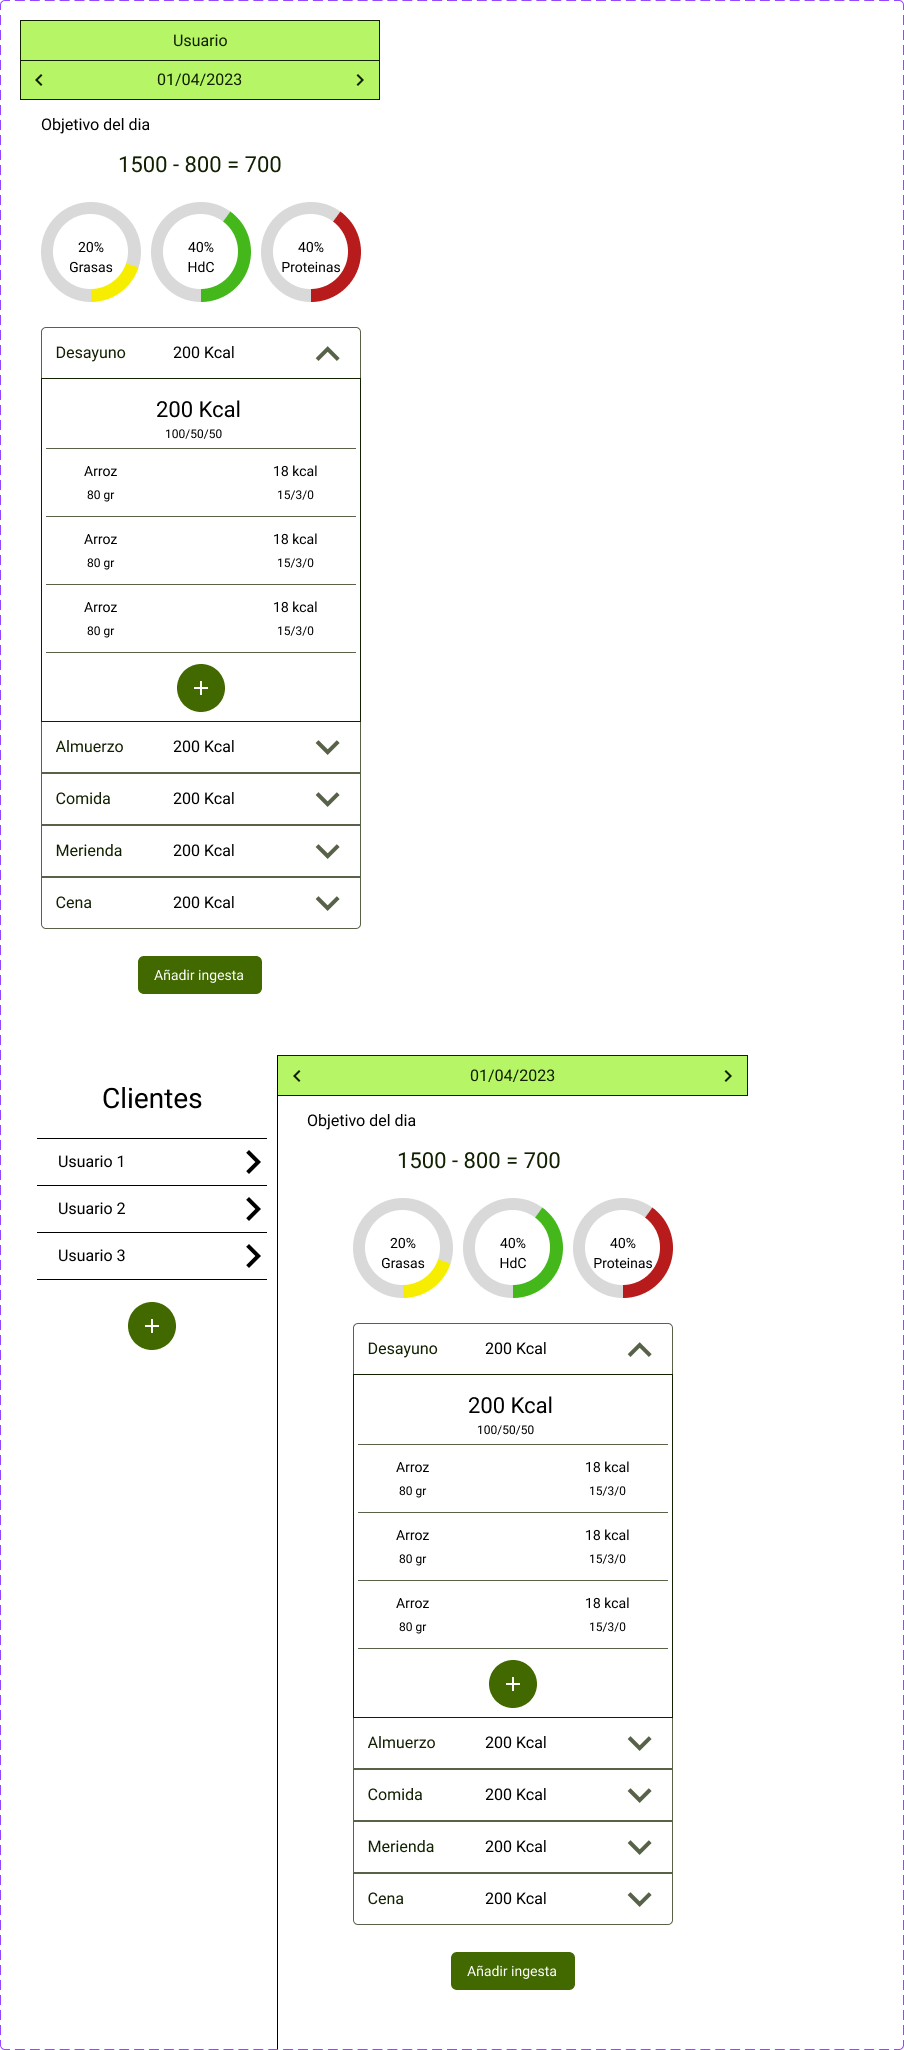 Usuario
01/04/2023
Objetivo del dia
1500 - 800 = 700
20%
Grasas
40%
HdC
40%
Proteinas
Desayuno 200 Kcal
200 Kcal
100/50/50
Arroz 18 kcal
80 gr 15/3/0
Arroz 18 kcal
80 gr 15/3/0
Arroz 18 kcal
80 gr 15/3/0
+
Almuerzo 200 Kcal
Comida 200 Kcal
Merienda 200 Kcal
Cena 200 Kcal
Añadir ingesta
Clientes
Usuario 1
Usuario 2
Usuario 3
+
01/04/2023
Objetivo del dia
1500 - 800 = 700
20%
Grasas
40%
HdC
40%
Proteinas
Desayuno 200 Kcal
200 Kcal
100/50/50
Arroz 18 kcal
80 gr 15/3/0
Arroz 18 kcal
80 gr 15/3/0
Arroz 18 kcal
80 gr 15/3/0
+
Almuerzo 200 Kcal
Comida 200 Kcal
Merienda 200 Kcal
Cena 200 Kcal
Añadir ingesta